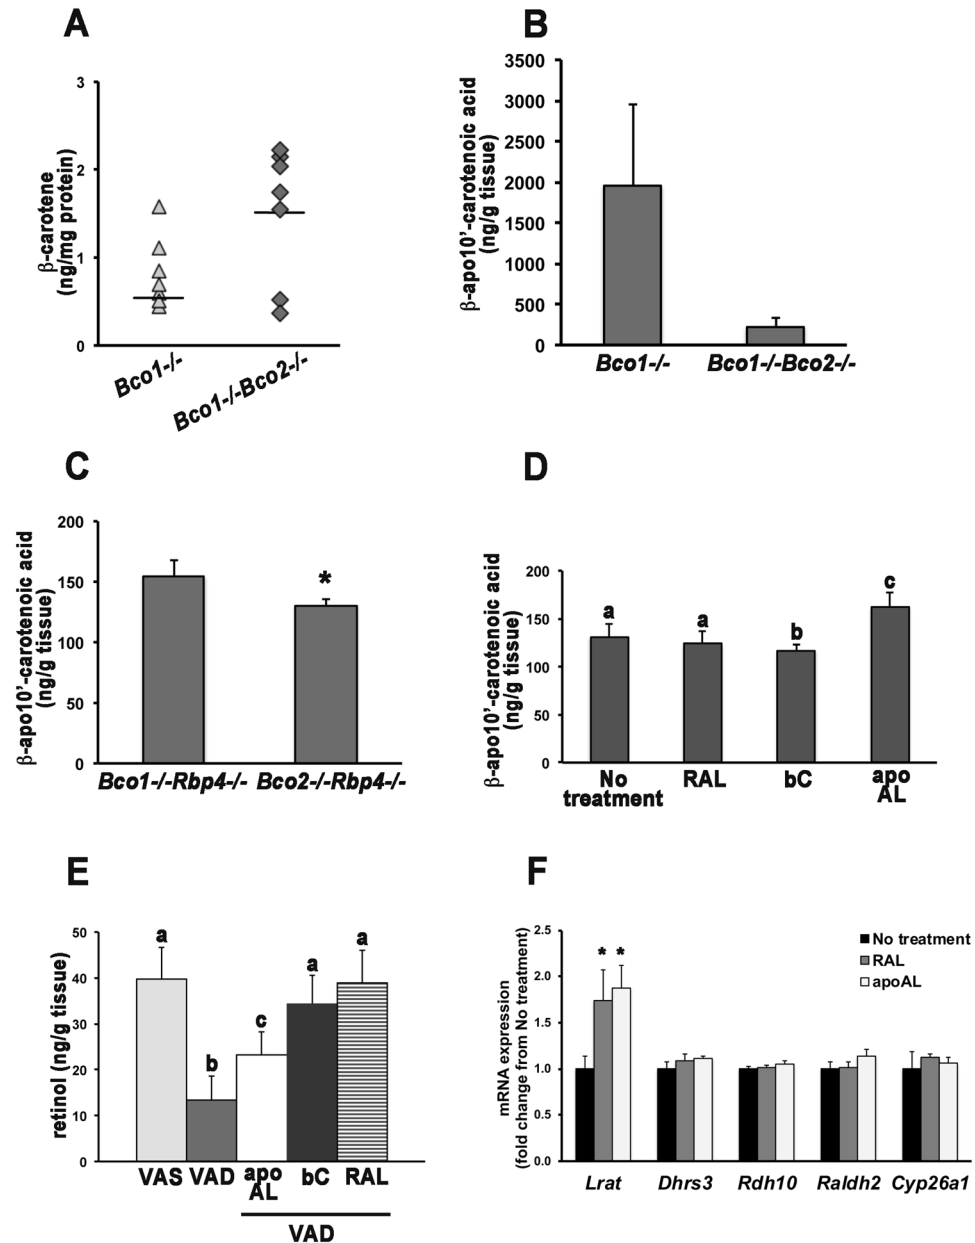 A
β-carotene
(ng/mg protein)
3
2
1
0
Bco1-/-
Bco1-/-Bco2-/-
B
β-apo10’-carotenoic acid
(ng/g tissue)
3500
3000
2500
2000
1500
1000
500
0
Bco1-/-
Bco1-/-Bco2-/-
C
β-apo10’-carotenoic acid
(ng/g tissue)
200
150
100
50
0
*
Bco1-/-Rbp4-/-
Bco2-/-Rbp4-/-
D
β-apo10’-carotenoic acid
(ng/g tissue)
200
150
100
50
0
a
a
b
c
No
treatment
RAL
bC
apo
AL
E
retinol (ng/g tissue)
50
40
30
20
10
0
a
b
c
a
a
VAS
VAD
apo
AL
bC
RAL
VAD
F
mRNA expression
(fold change from No treatment)
2.5
2.0
1.5
1.0
0.5
0.0
* *
No treatment
RAL
apoAL
Lrat
Dhrs3
Rdh10
Raldh2
Cyp26a1